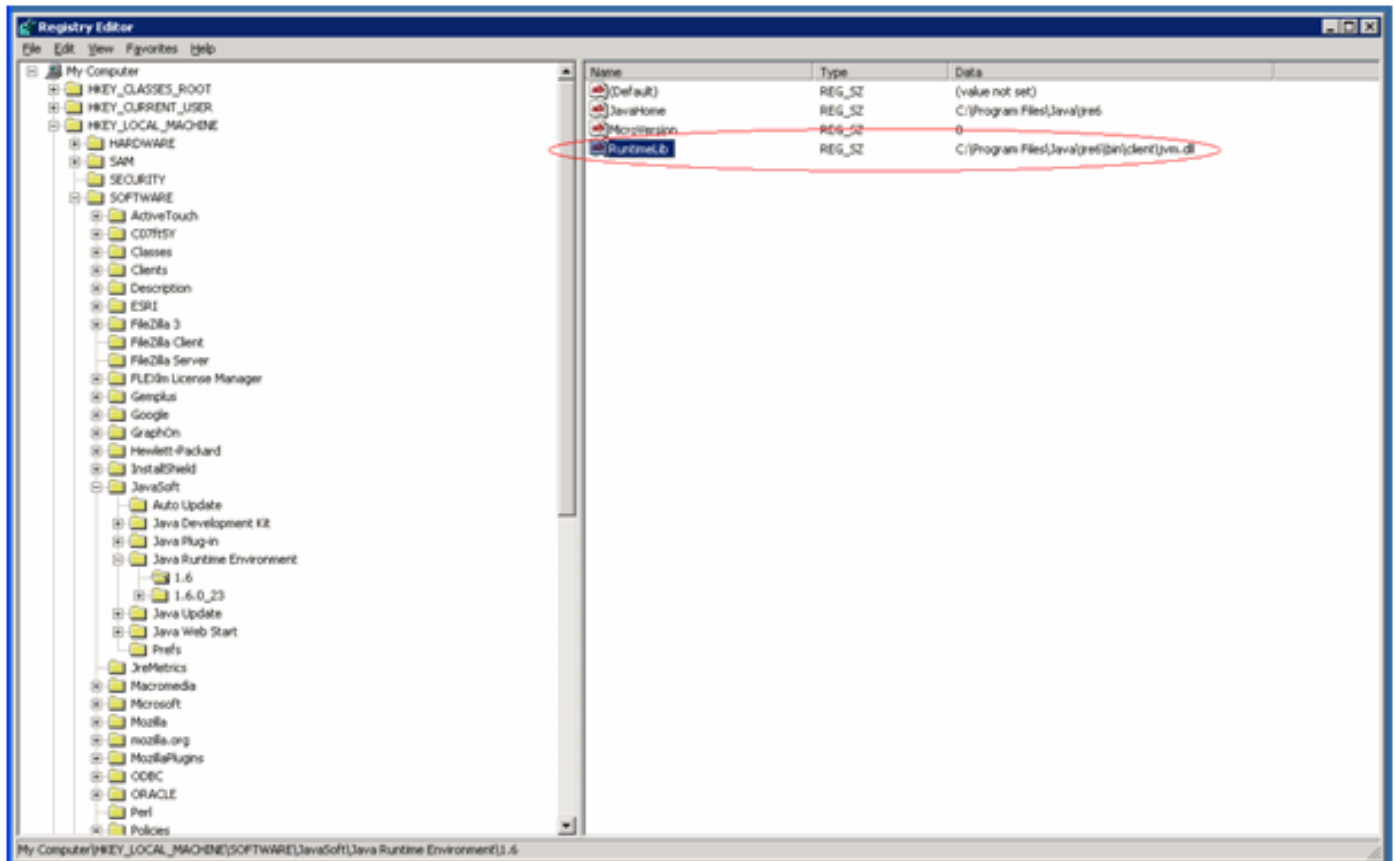 Registry Editor
File Edit View Favorites Help
My Computer
HKEY_CLASSES_ROOT
HKEY_CURRENT_USER
HKEY_LOCAL_MACHINE
HARDWARE
SAM
SECURITY
SOFTWARE
ActiveTouch
C07ft5Y
Classes
Clients
Description
ESRI
FileZilla 3
FileZilla Client
FileZilla Server
FLEXlm License Manager
Gemplus
Google
GraphOn
Hewlett-Packard
InstallShield
JavaSoft
Auto Update
Java Development Kit
Java Plug-in
Java Runtime Environment
1.6
1.6.0_23
Java Update
Java Web Start
Prefs
JreMetrics
Macromedia
Microsoft
Mozilla
mozilla.org
MozillaPlugins
ODBC
ORACLE
Perl
Policies
Name Type Data
(Default) REG_SZ (value not set)
JavaHome REG_SZ C:\Program Files\Java\jre6
MicroVersion REG_SZ 0
RuntimeLib REG_SZ C:\Program Files\Java\jre6\bin\client\jvm.dll
My Computer\HKEY_LOCAL_MACHINE\SOFTWARE\JavaSoft\Java Runtime Environment\1.6